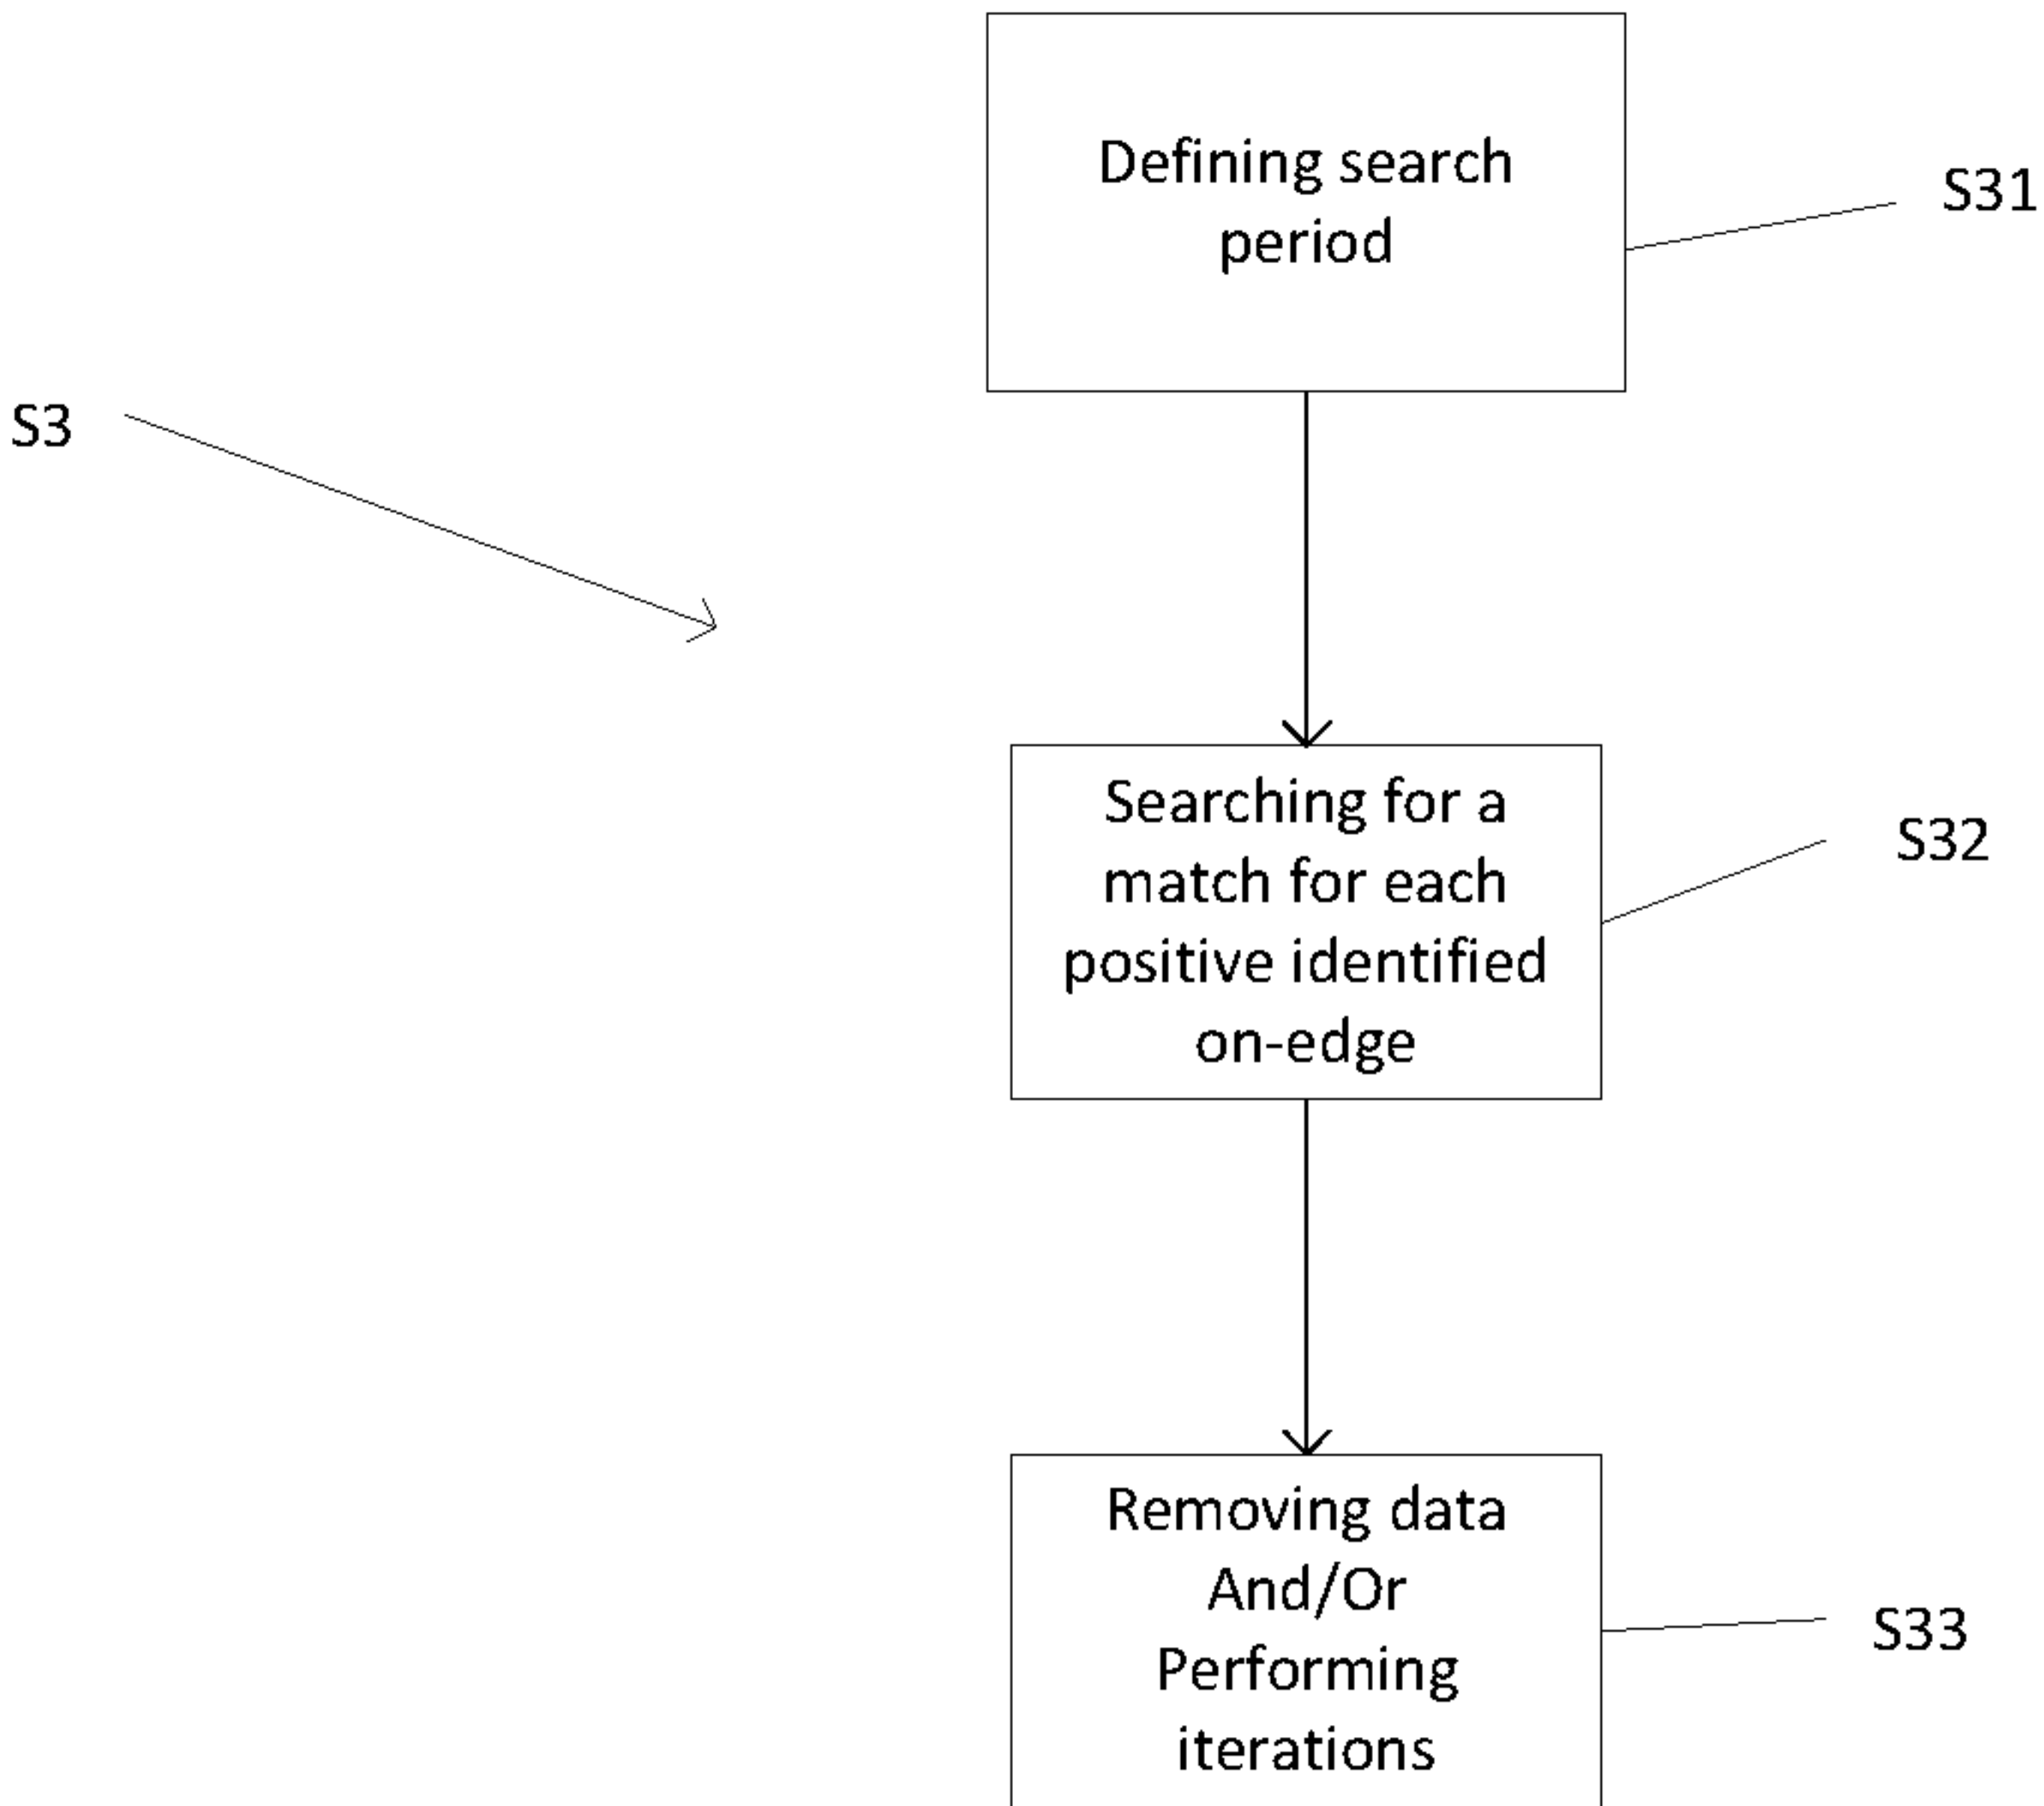 Defining search
period
S31
S3
Searching for a
match for each
positive identified
on-edge
S32
Removing data
And/Or
Performing
iterations
S33